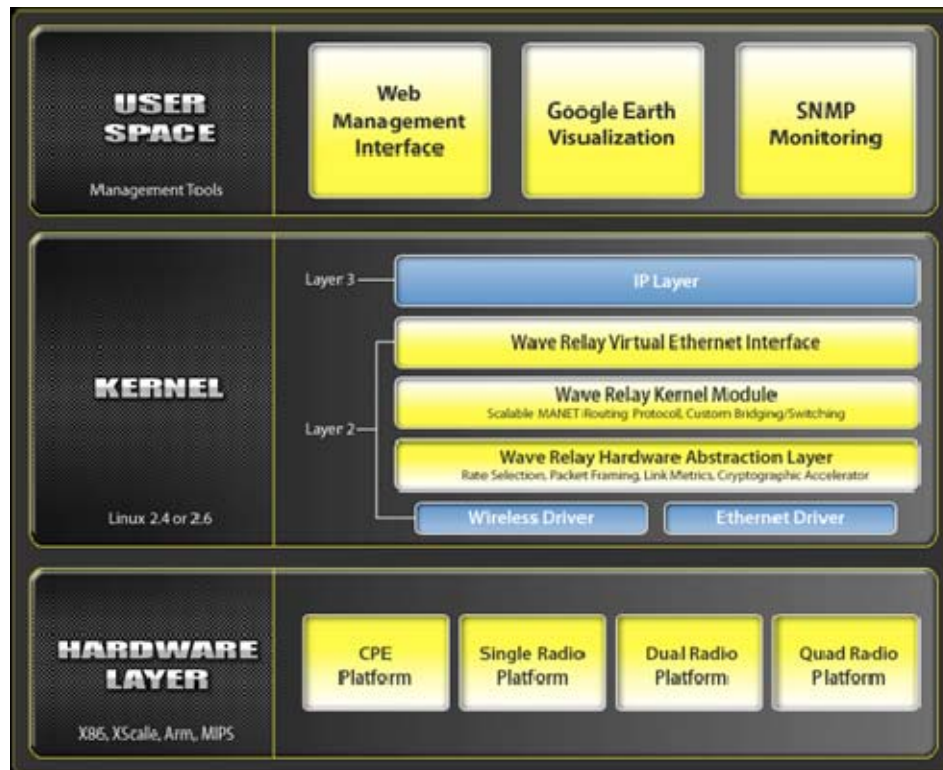 USER
SPACE
Management Tools
Web
Management
Interface
Google Earth
Visualization
SNMP
Monitoring
KERNEL
Linux 2.4 or 2.6
Layer 3
IP Layer
Layer 2
Wave Relay Virtual Ethernet Interface
Wave Relay Kernel Module
Scalable MANET Routing Protocol, Custom Bridging/Switching
Wave Relay Hardware Abstraction Layer
Rate Selection, Packet Framing, Link Metrics, Cryptographic Accelerator
Wireless Driver
Ethernet Driver
HARDWARE
LAYER
X86, XScale, Arm, MIPS
CPE
Platform
Single Radio
Platform
Dual Radio
Platform
Quad Radio
Platform